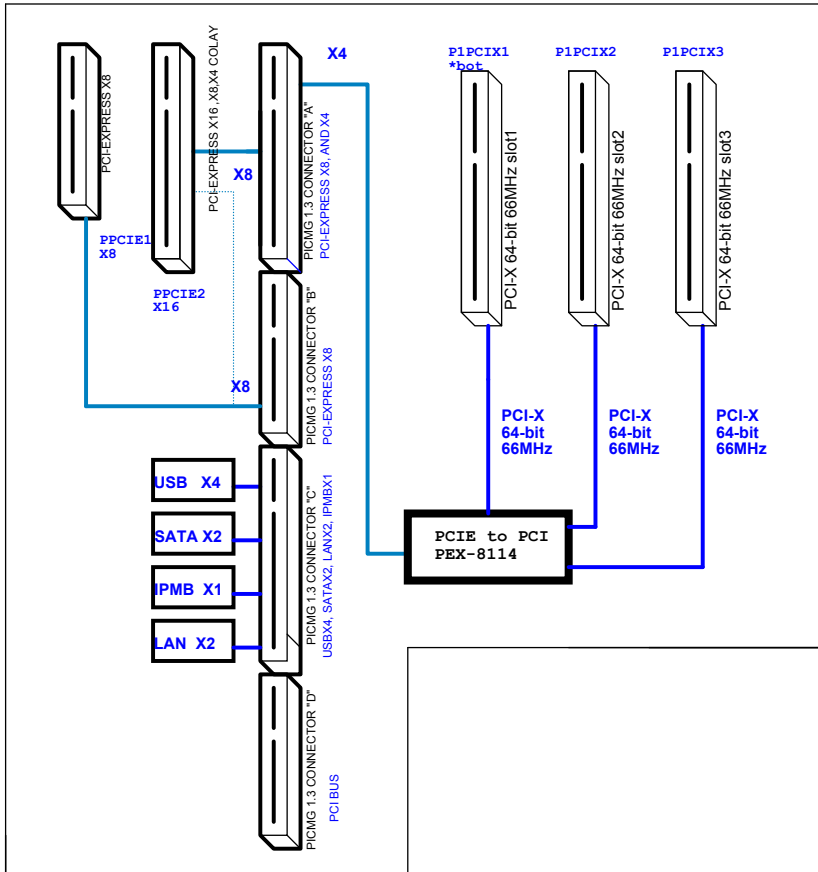 X4
P1PCIX1
*bot
P1PCIX2
P1PCIX3
PCI-EXPRESS X8
PCI-EXPRESS X16 ,X8,X4 COLAY
PICMG 1.3 CONNECTOR "A"
PCI-EXPRESS X8, AND X4
PCI-X 64-bit 66MHz slot1
PCI-X 64-bit 66MHz slot2
PCI-X 64-bit 66MHz slot3
X8
PPCIE1
X8
PPCIE2
X16
PICMG 1.3 CONNECTOR "B"
PCI-EXPRESS X8
X8
PCI-X
64-bit
66MHz
PCI-X
64-bit
66MHz
PCI-X
64-bit
66MHz
USB X4
SATA X2
IPMB X1
LAN X2
PICMG 1.3 CONNECTOR "C"
USBX4, SATAX2, LANX2, IPMBX1
PCIE to PCI
PEX-8114
PICMG 1.3 CONNECTOR "D"
PCI BUS